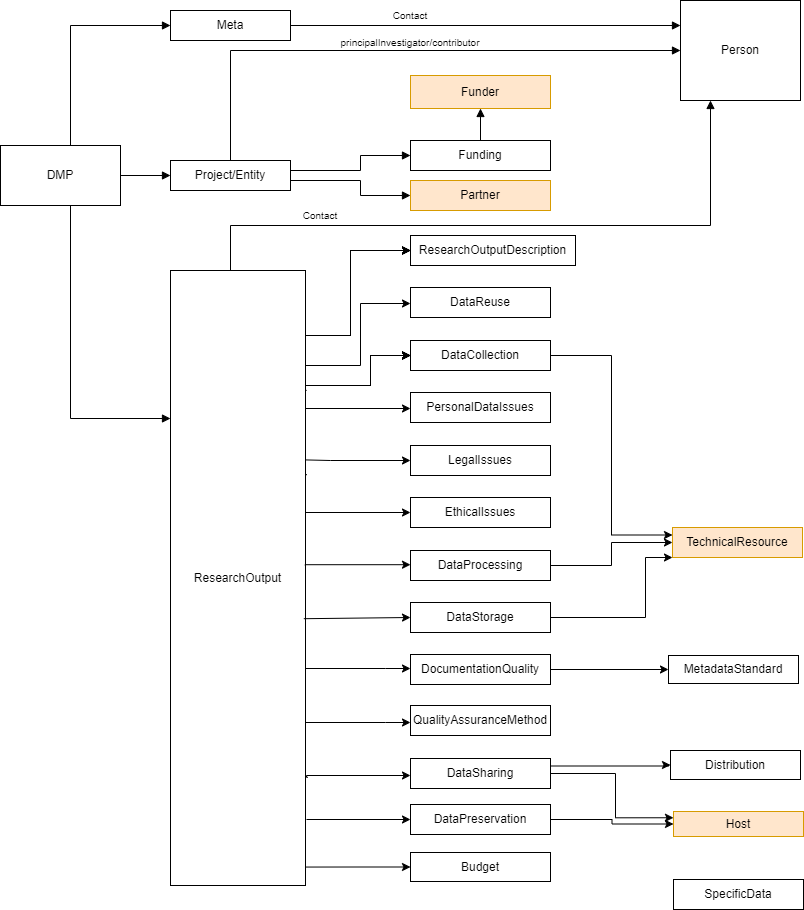 Contact
Meta
Person
principalInvestigator/contributor
Funder
Funding
DMP
Project/Entity
Partner
Contact
ResearchOutputDescription
DataReuse
DataCollection
PersonalDataIssues
LegalIssues
EthicalIssues
TechnicalResource
DataProcessing
ResearchOutput
DataStorage
DocumentationQuality
MetadataStandard
QualityAssuranceMethod
DataSharing
Distribution
DataPreservation
Host
Budget
SpecificData